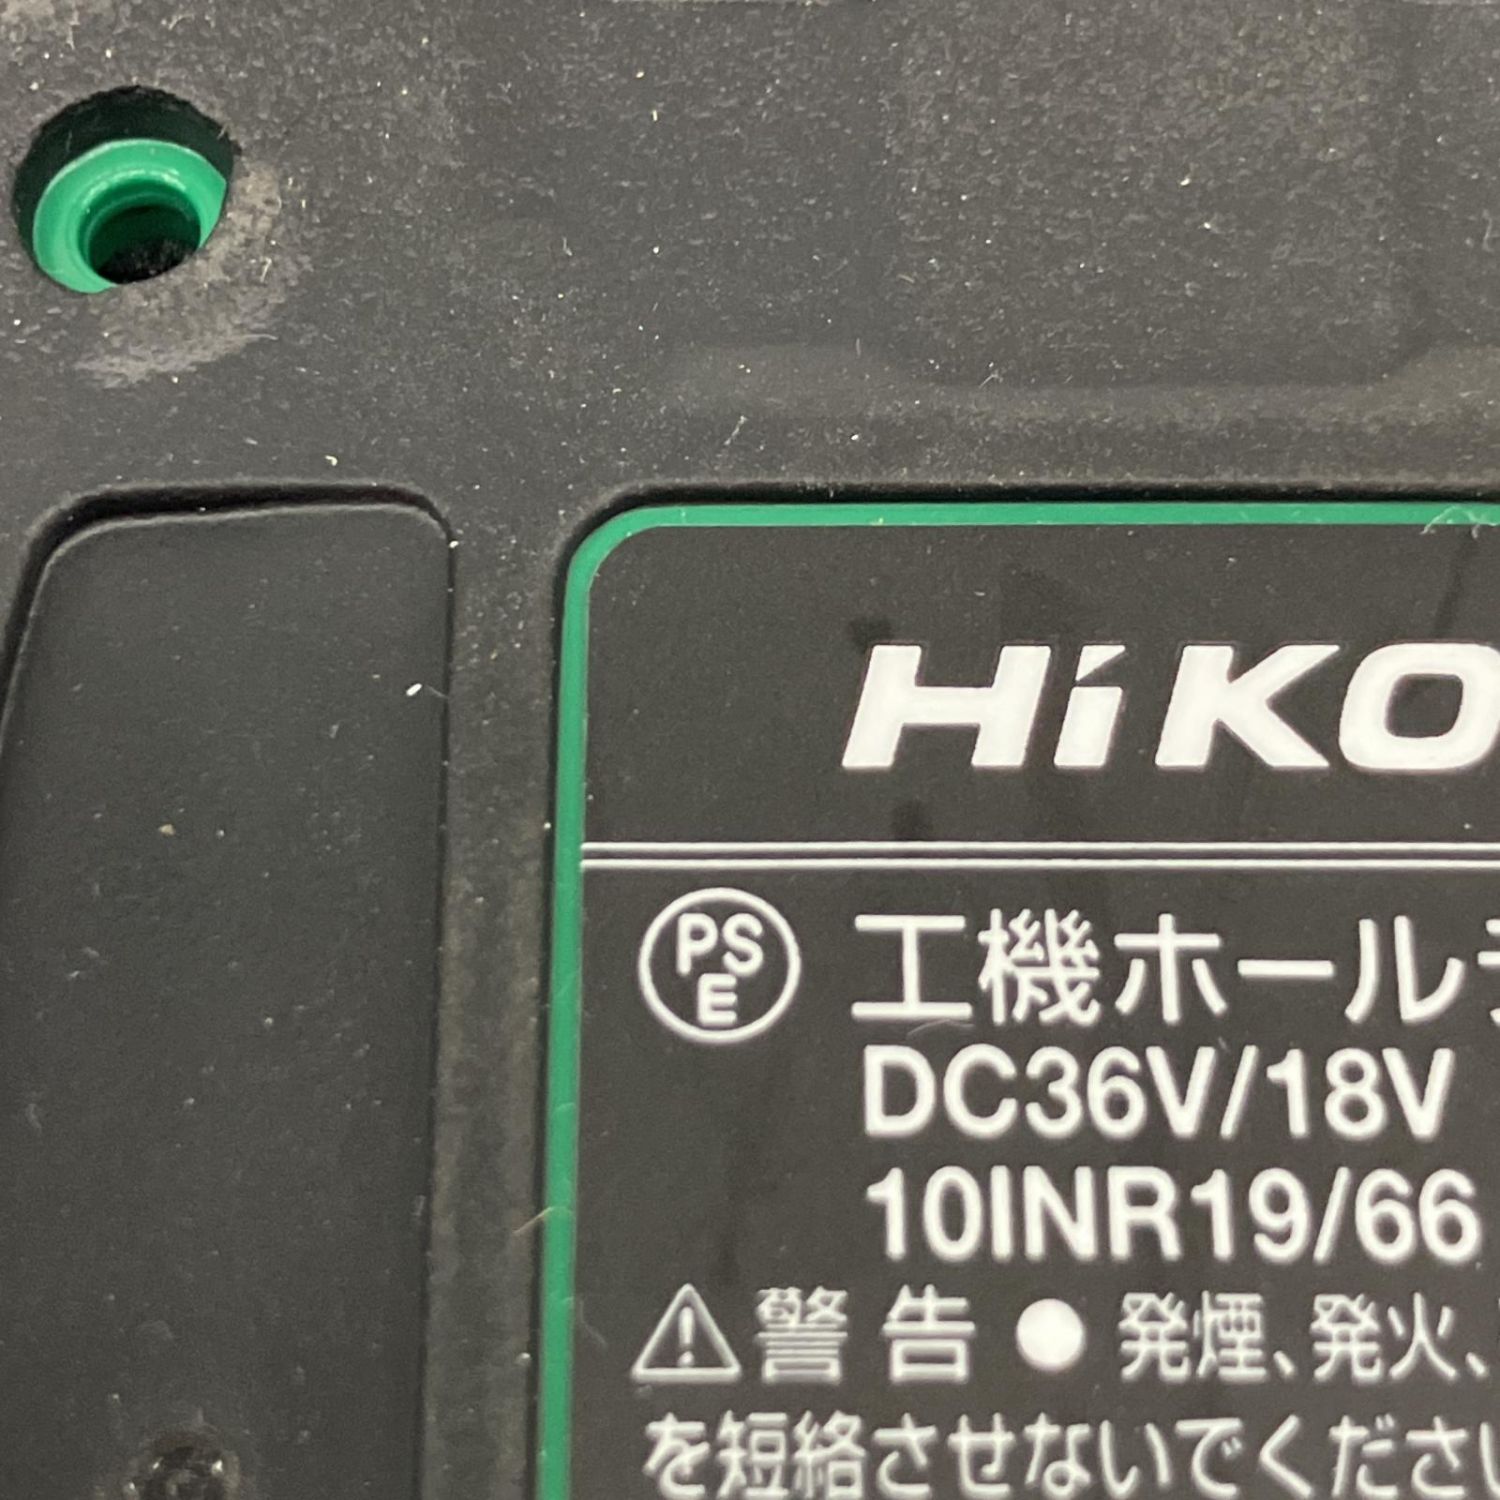 HiKO
PSE 工機ホール
DC36V/18V
10INR19/66
警告 ●発煙、発火、
を短絡させないでくださ